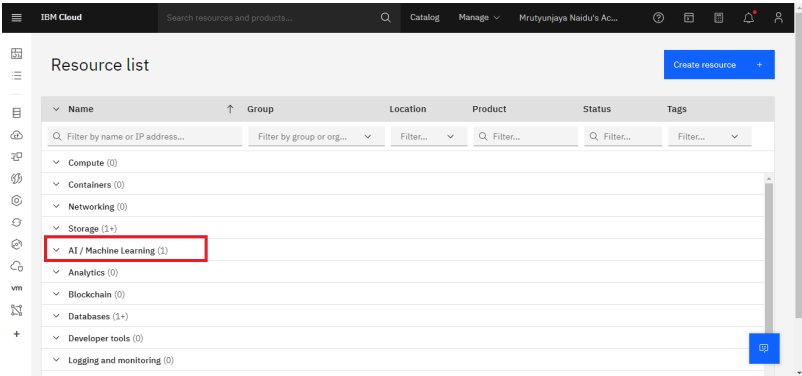 IBM Cloud
Search resources and products...
Catalog
Manage
Mrutyunjaya Naidu's Ac...
Resource list
Create resource +
Name
Group
Location
Product
Status
Tags
Filter by name or IP address...
Filter by group or org...
Filter...
Filter...
Filter...
Filter...
Compute (0)
Containers (0)
Networking (0)
Storage (1+)
AI / Machine Learning (1)
Analytics (0)
Blockchain (0)
Databases (1+)
Developer tools (0)
Logging and monitoring (0)
vm